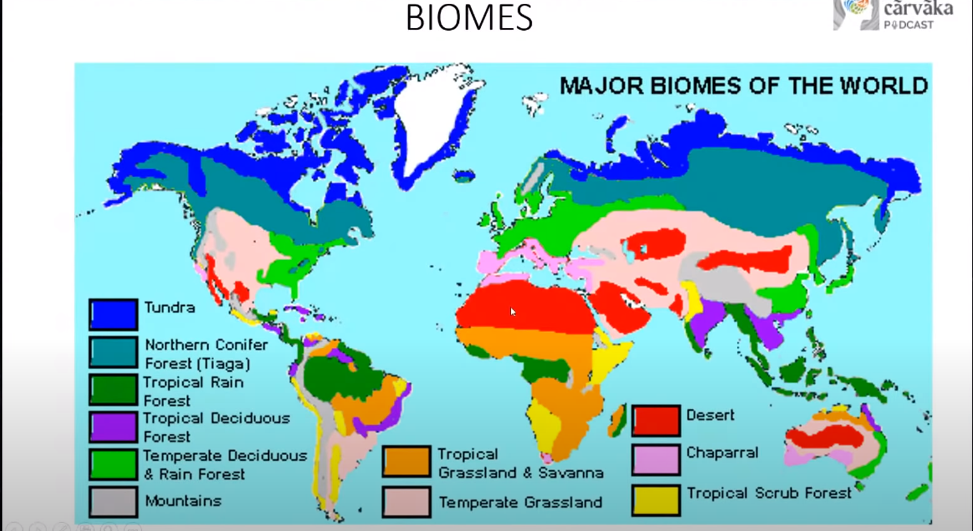 BIOMES
cārvāka
PODCAST
MAJOR BIOMES OF THE WORLD
Tundra
Northern Conifer
Forest (Tiaga)
Tropical Rain
Forest
Tropical Deciduous
Forest
Temperate Deciduous
& Rain Forest
Mountains
Tropical
Grassland & Savanna
Temperate Grassland
Desert
Chaparral
Tropical Scrub Forest